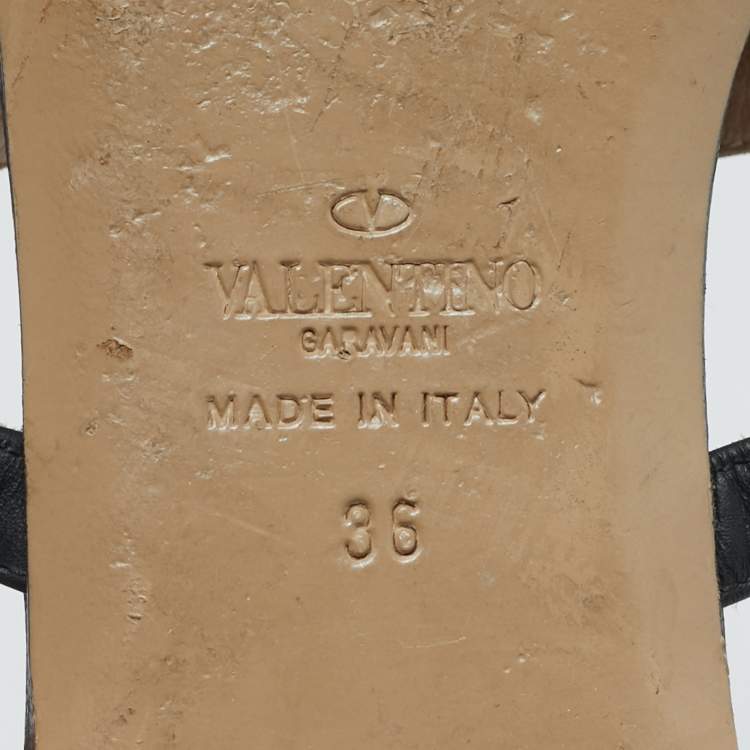 V
VALENTINO
GARAVANI
MADE IN ITALY
36